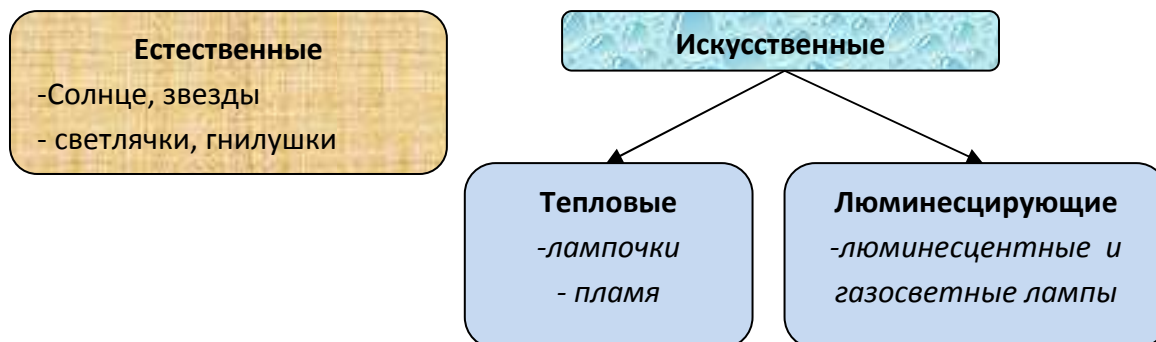 Естественные
-Солнце, звезды
- светлячки, гнилушки
Искусственные
Тепловые
-лампочки
- пламя
Люминесцирующие
-люминесцентные и
газосветные лампы